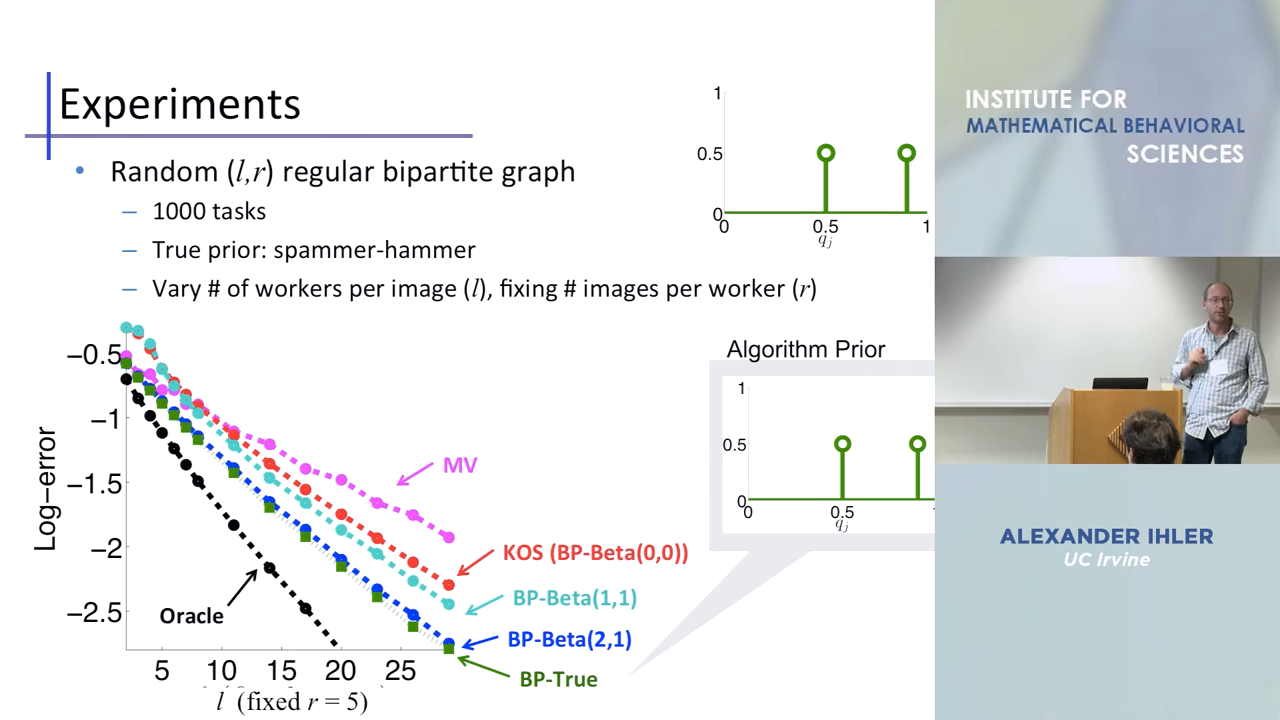 Experiments
• Random (l,r) regular bipartite graph
– 1000 tasks
– True prior: spammer-hammer
– Vary # of workers per image (l), fixing # images per worker (r)
1
0.5
0
0.5
1
qj
Log–error
−0.5
−1
−1.5
−2
−2.5
5
10
15
20
25
l (fixed r = 5)
MV
KOS (BP-Beta(0,0))
BP-Beta(1,1)
BP-Beta(2,1)
BP-True
Oracle
Algorithm Prior
1
0.5
0
0
0.5
qj
INSTITUTE FOR
MATHEMATICAL BEHAVIORAL
SCIENCES
ALEXANDER IHLER
UC Irvine